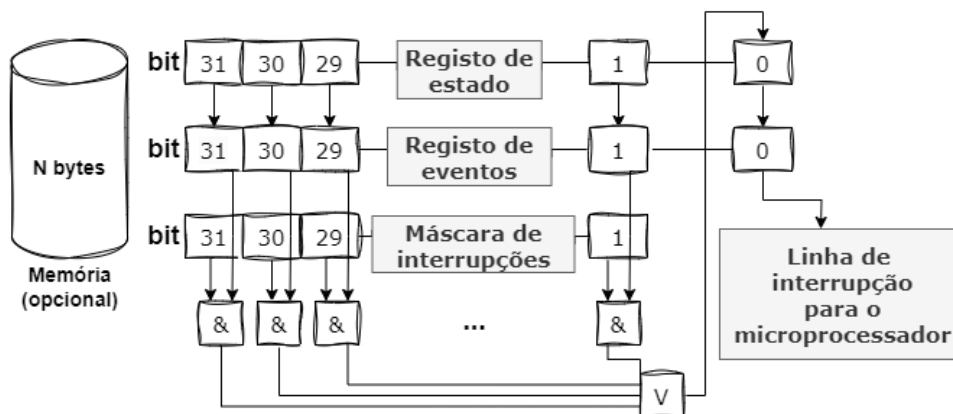 bit 31 30 29 Registo de estado 1 0
bit 31 30 29 Registo de eventos 1 0
N bytes
bit 31 30 29 Máscara de interrupções 1
Memória
(opcional)
Linha de
interrupção
para o
microprocessador
& & & ... &
V